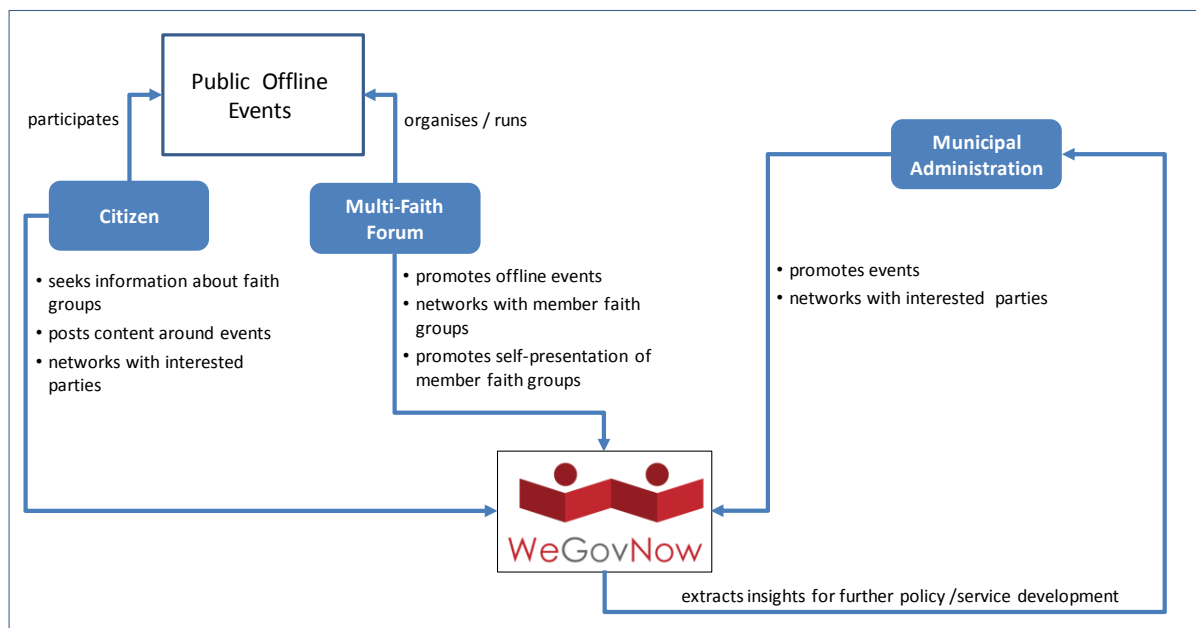 Public Offline
Events
participates
organises / runs
Municipal
Administration
Citizen
Multi-Faith
Forum
• seeks information about faith
groups
• posts content around events
• networks with interested
parties
• promotes offline events
• networks with member faith
groups
• promotes self-presentation of
member faith groups
• promotes events
• networks with interested parties
WeGovNow
extracts insights for further policy /service development